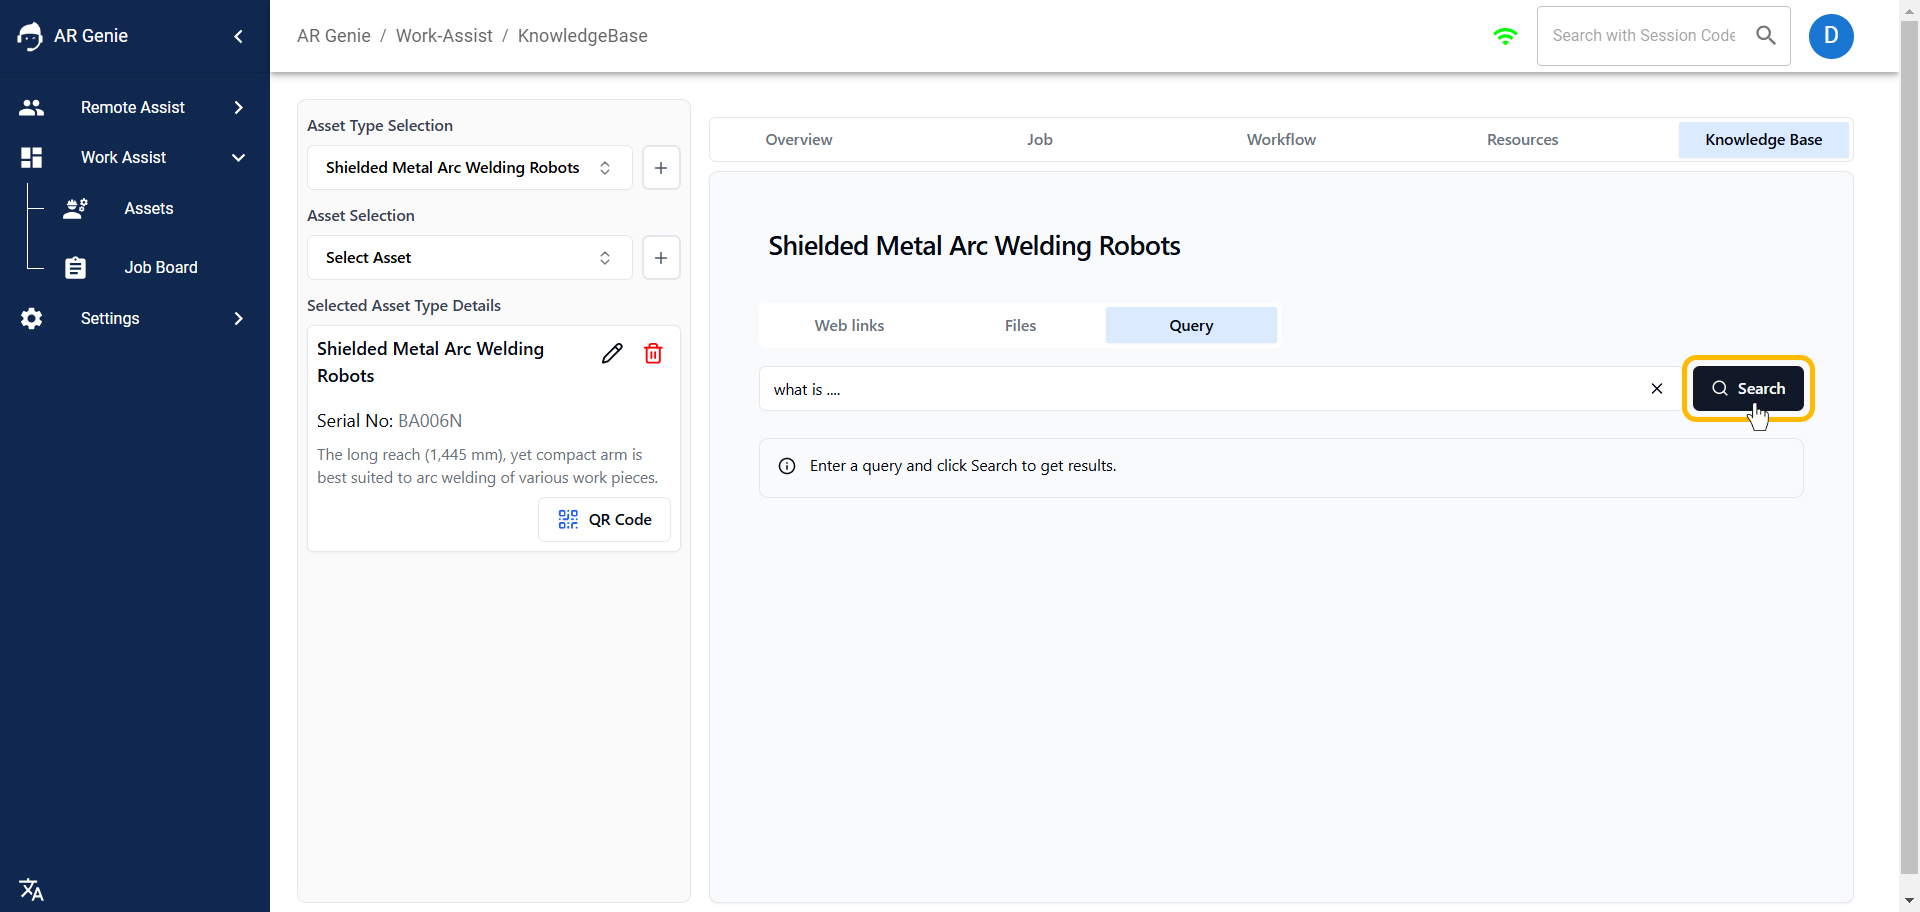 AR Genie
Remote Assist
Work Assist
Assets
Job Board
Settings
AR Genie / Work-Assist / KnowledgeBase
Search with Session Code
D
Asset Type Selection
Shielded Metal Arc Welding Robots
Asset Selection
Select Asset
Selected Asset Type Details
Shielded Metal Arc Welding
Robots
Serial No: BA006N
The long reach (1,445 mm), yet compact arm is
best suited to arc welding of various work pieces.
QR Code
Overview
Job
Workflow
Resources
Knowledge Base
Shielded Metal Arc Welding Robots
Web links
Files
Query
what is ....
Search
Enter a query and click Search to get results.